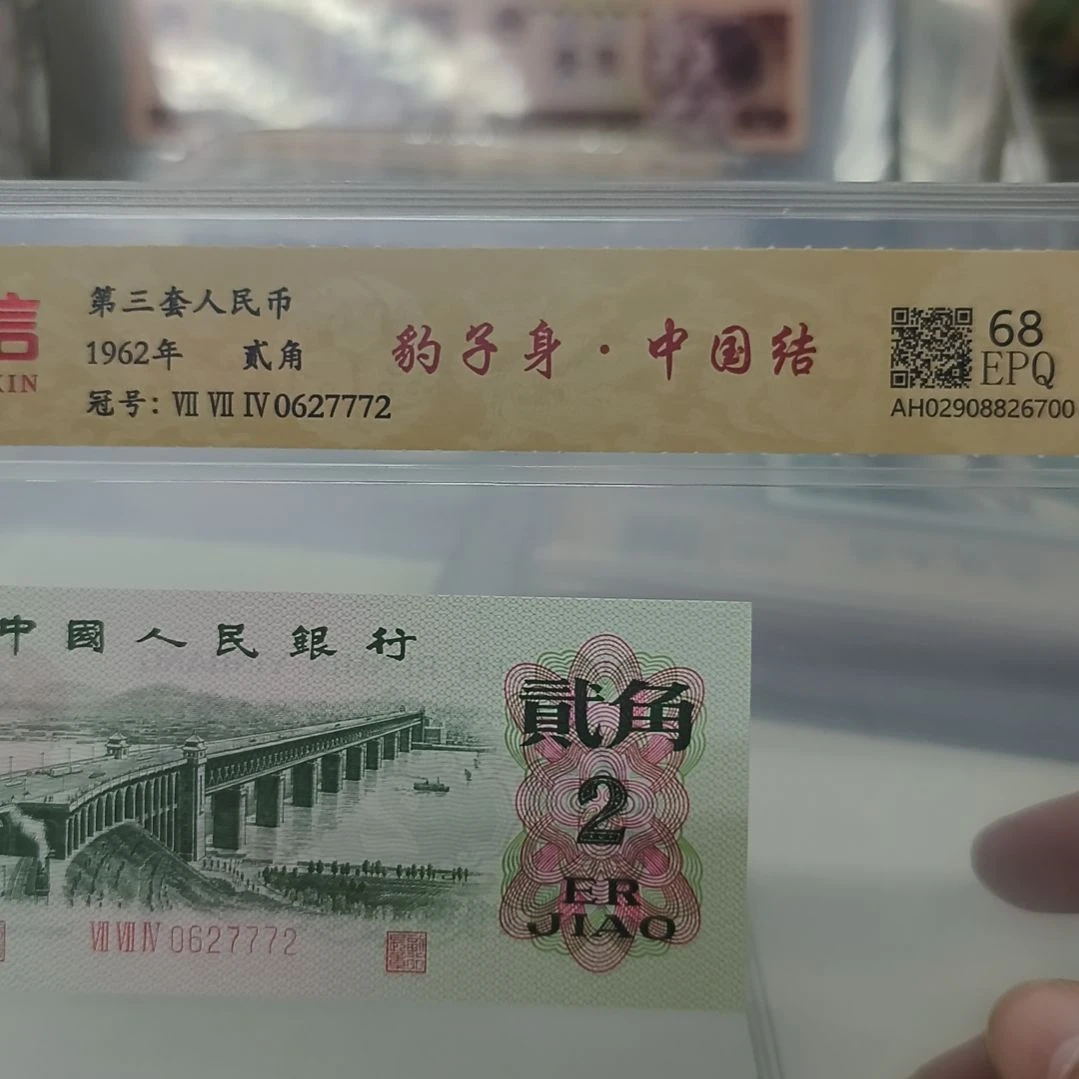 信
XIN
第三套人民币
1962年 贰角
冠号：Ⅶ Ⅶ Ⅳ 0627772
豹子身·中国结
68
EPQ
AH02908826700
中國人民銀行
貳角
2
ER
JIAO
Ⅶ Ⅶ Ⅳ 0627772